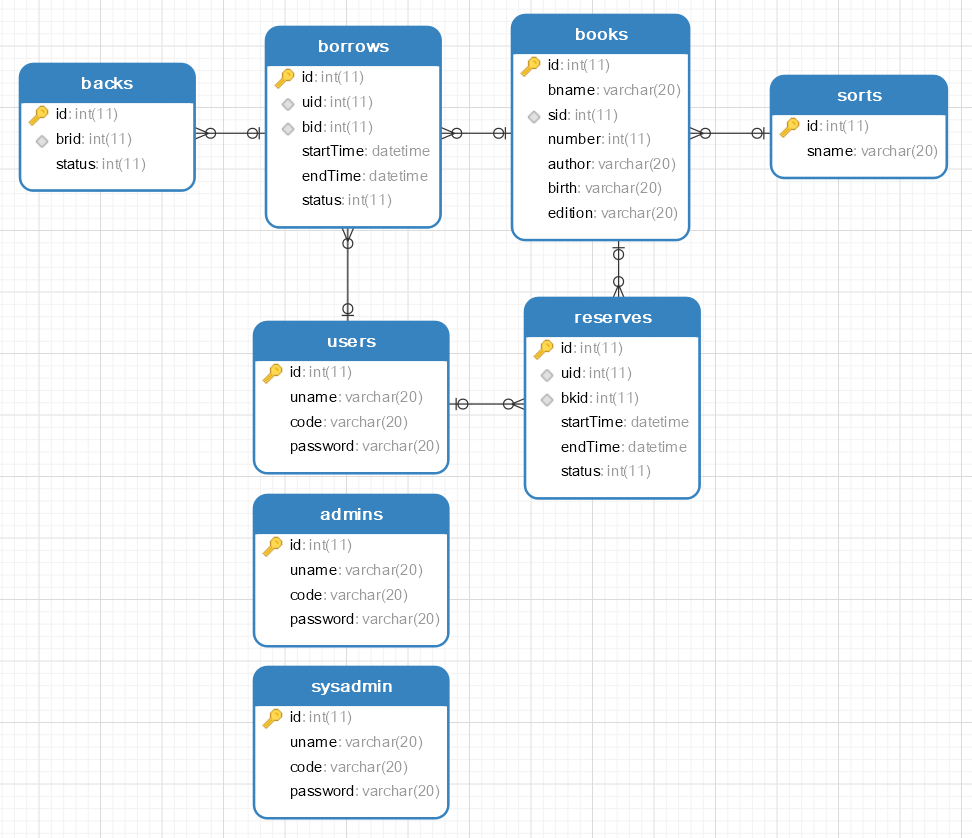 backs
id: int(11)
brid: int(11)
status: int(11)
borrows
id: int(11)
uid: int(11)
bid: int(11)
startTime: datetime
endTime: datetime
status: int(11)
books
id: int(11)
bname: varchar(20)
sid: int(11)
number: int(11)
author: varchar(20)
birth: varchar(20)
edition: varchar(20)
sorts
id: int(11)
sname: varchar(20)
users
id: int(11)
uname: varchar(20)
code: varchar(20)
password: varchar(20)
reserves
id: int(11)
uid: int(11)
bkid: int(11)
startTime: datetime
endTime: datetime
status: int(11)
admins
id: int(11)
uname: varchar(20)
code: varchar(20)
password: varchar(20)
sysadmin
id: int(11)
uname: varchar(20)
code: varchar(20)
password: varchar(20)